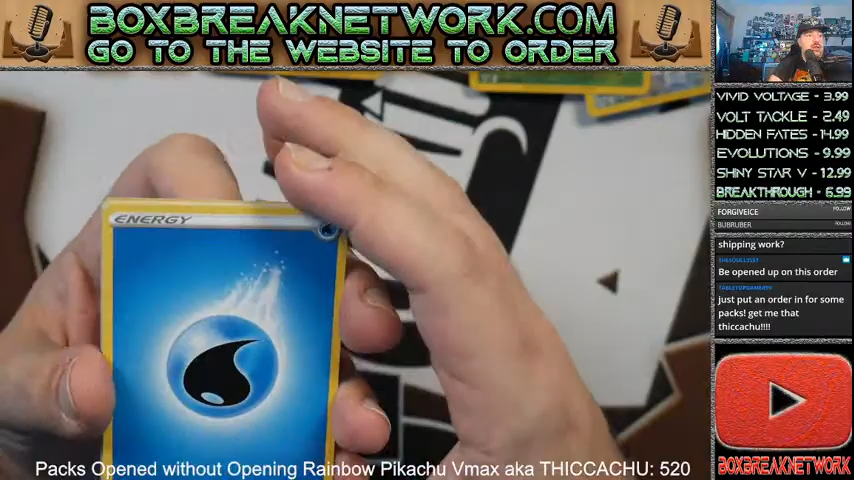 BOXBREAKNETWORK.COM
GO TO THE WEBSITE TO ORDER
VIVID VOLTAGE - 3.99
VOLT TACKLE - 2.49
HIDDEN FATES - 14.99
EVOLUTIONS - 9.99
SHINY STAR V - 12.99
BREAKTHROUGH - 6.99
FORGIVEICE FOLLOW
BUBRUBER FOLLOW
shipping work?
Be opened up on this order
just put an order in for some
packs! get me that
thiccachu!!!!
ENERGY
BOXBREAKNETWORK
Packs Opened without Opening Rainbow Pikachu Vmax aka THICCACHU: 520